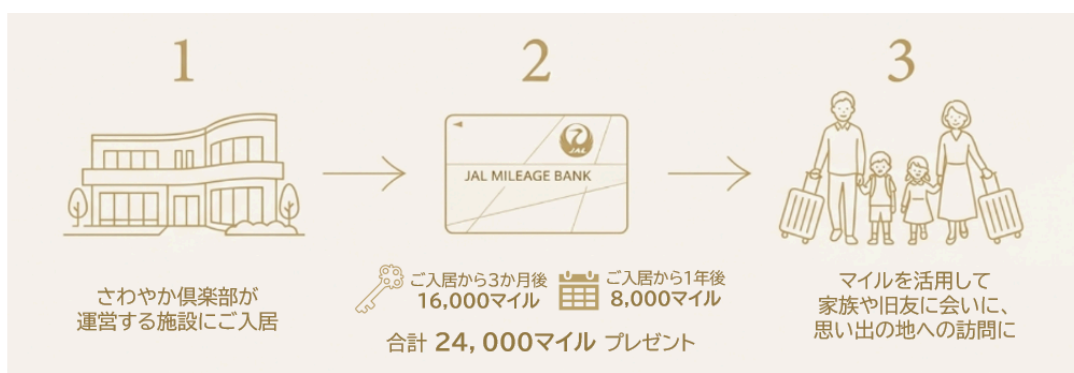 1
2
3
JAL
JAL MILEAGE BANK
さわやか倶楽部が
運営する施設にご入居
ご入居から3か月後
16,000マイル
ご入居から1年後
8,000マイル
合計 24,000マイル プレゼント
マイルを活用して
家族や旧友に会いに、
思い出の地への訪問に